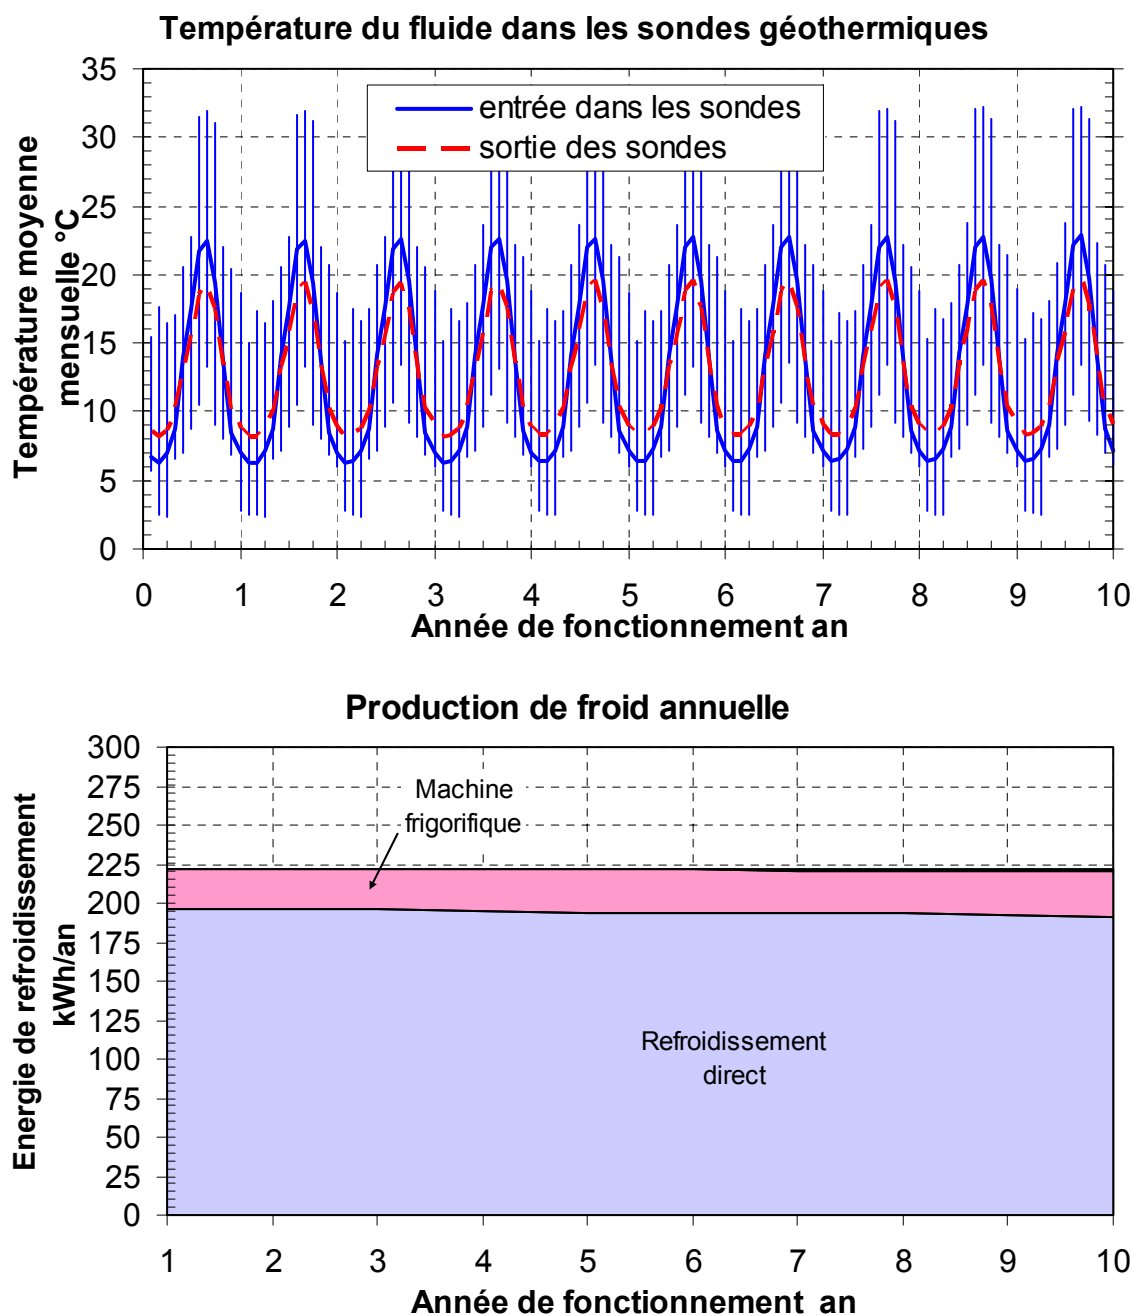 Température du fluide dans les sondes géothermiques
Température moyenne
mensuelle °C
35
30
25
20
15
10
5
0
entrée dans les sondes
sortie des sondes
0 1 2 3 4 5 6 7 8 9 10
Année de fonctionnement an
Production de froid annuelle
Energie de refroidissement
kWh/an
300
275
250
225
200
175
150
125
100
75
50
25
0
Machine
frigorifique
Refroidissement
direct
1 2 3 4 5 6 7 8 9 10
Année de fonctionnement an